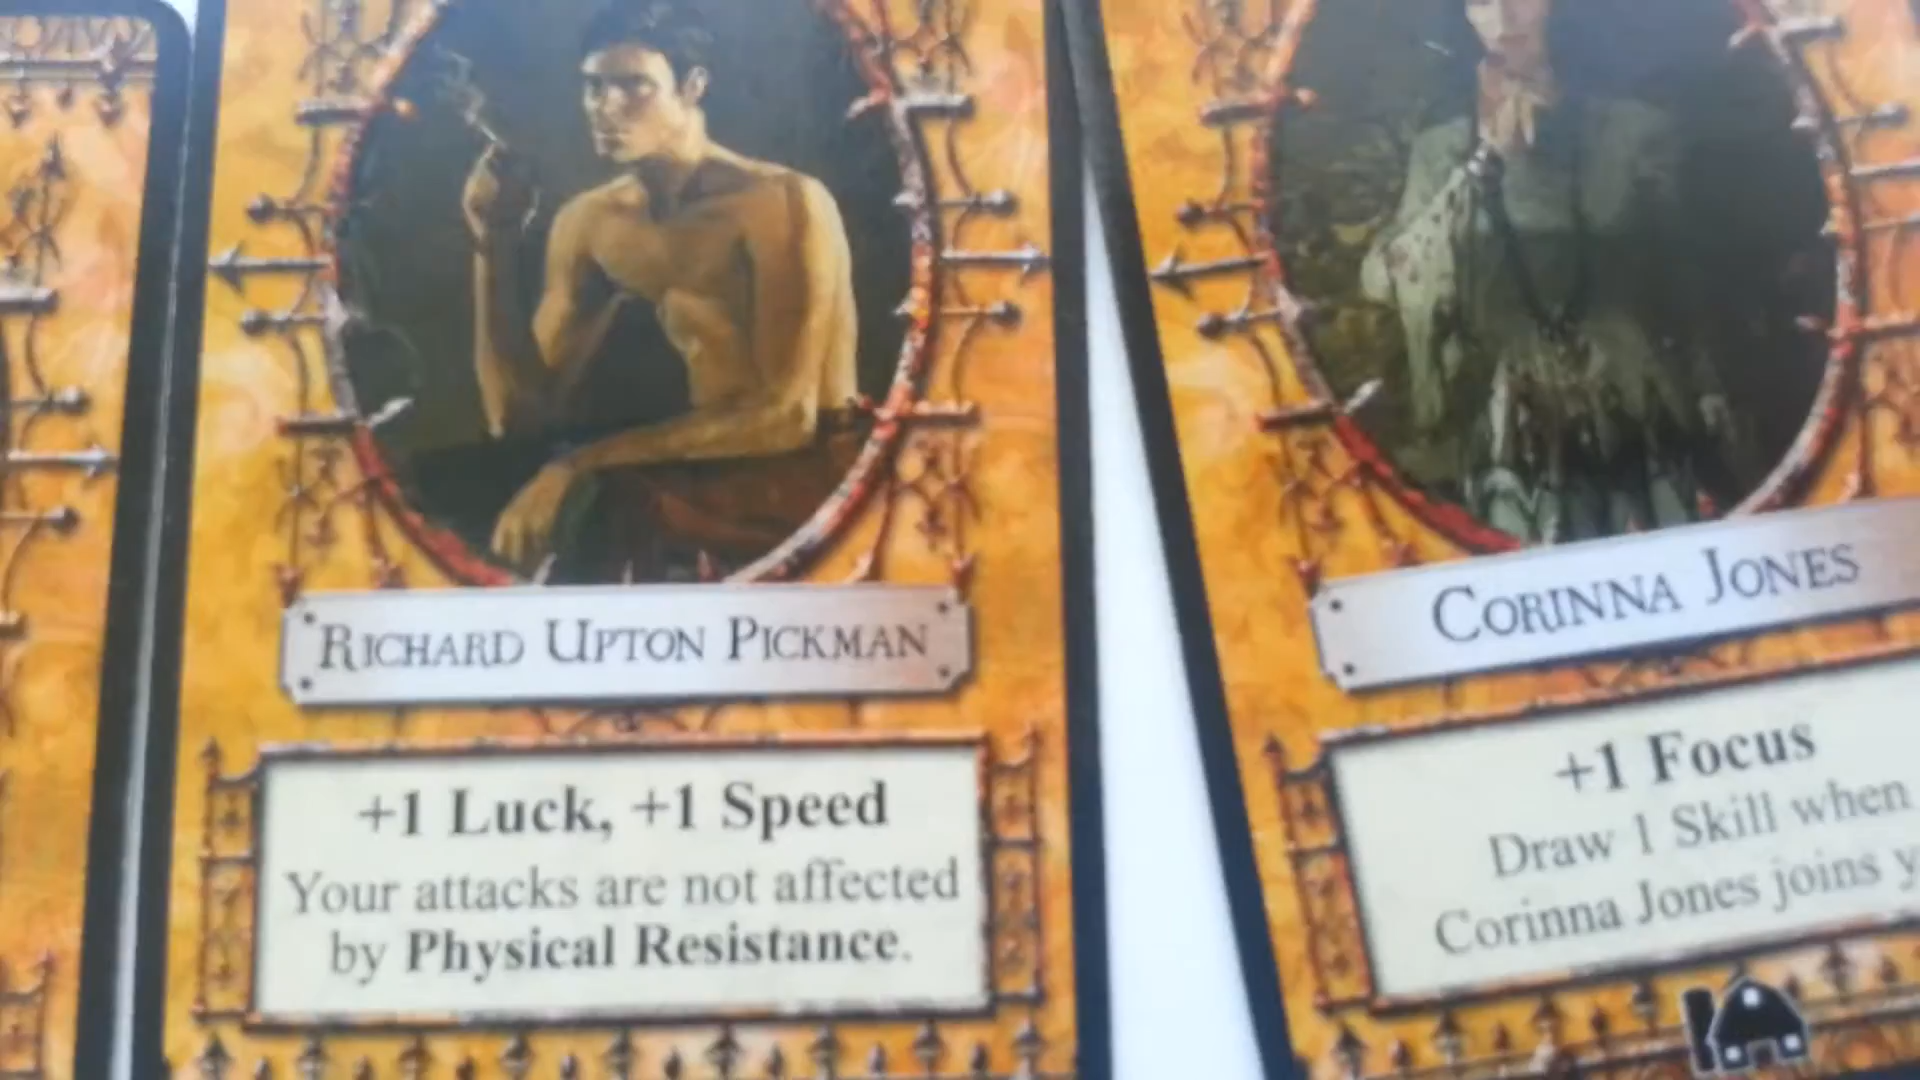 RICHARD UPTON PICKMAN
+1 Luck, +1 Speed
Your attacks are not affected
by Physical Resistance.
CORINNA JONES
+1 Focus
Draw 1 Skill when
Corinna Jones joins y